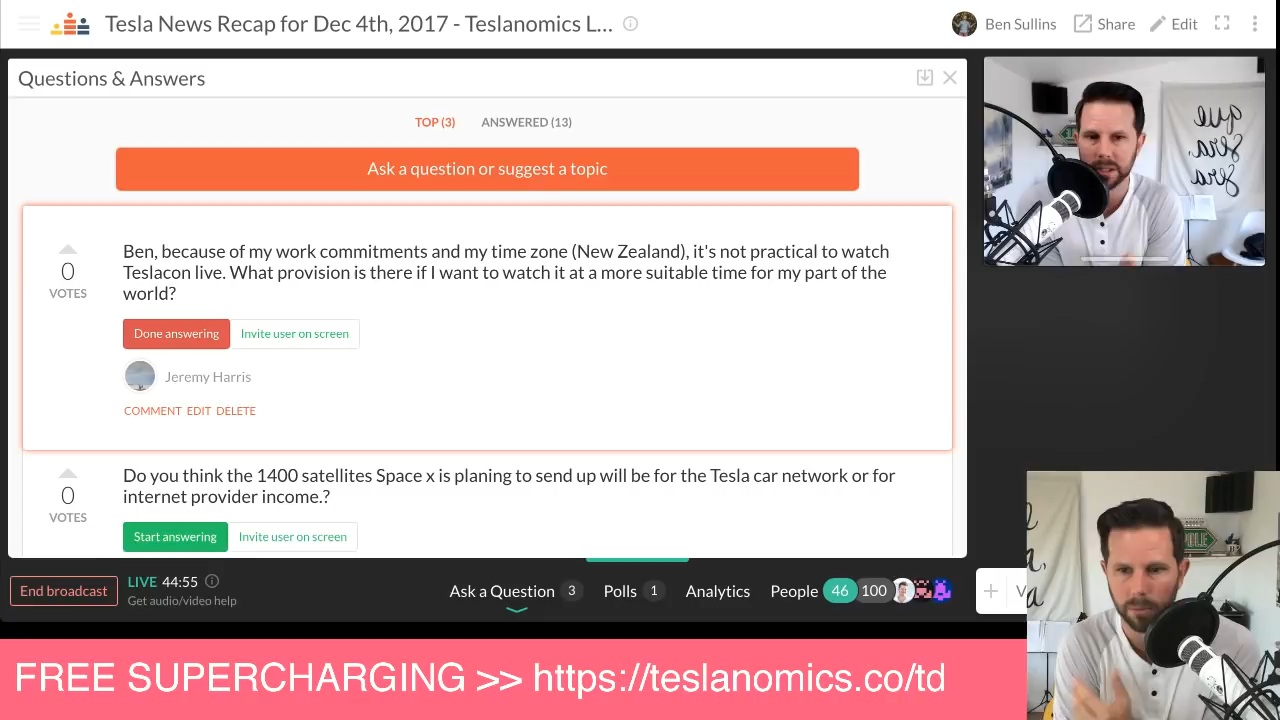 Tesla News Recap for Dec 4th, 2017 - Teslanomics L...
Ben Sullins
Share
Edit
Questions & Answers
TOP (3)
ANSWERED (13)
Ask a question or suggest a topic
0
VOTES
Ben, because of my work commitments and my time zone (New Zealand), it's not practical to watch
Teslacon live. What provision is there if I want to watch it at a more suitable time for my part of the
world?
Done answering
Invite user on screen
Jeremy Harris
COMMENT EDIT DELETE
0
VOTES
Do you think the 1400 satellites Space x is planing to send up will be for the Tesla car network or for
internet provider income.?
Start answering
Invite user on screen
que
sera,
sera
End broadcast
LIVE 44:55
Get audio/video help
Ask a Question 3
Polls 1
Analytics
People 46 100
FREE SUPERCHARGING >> https://teslanomics.co/td